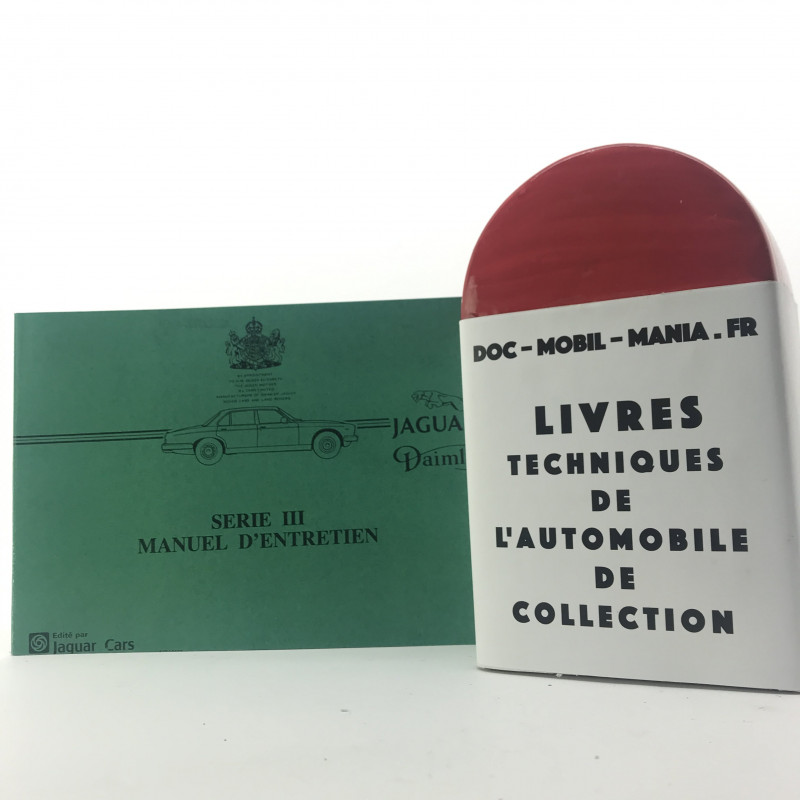 JAGUA
Daiml
SERIE III
MANUEL D'ENTRETIEN
Edité par
Jaguar Cars
DOC - MOBIL - MANIA . FR
LIVRES
TECHNIQUES
DE
L'AUTOMOBILE
DE
COLLECTION